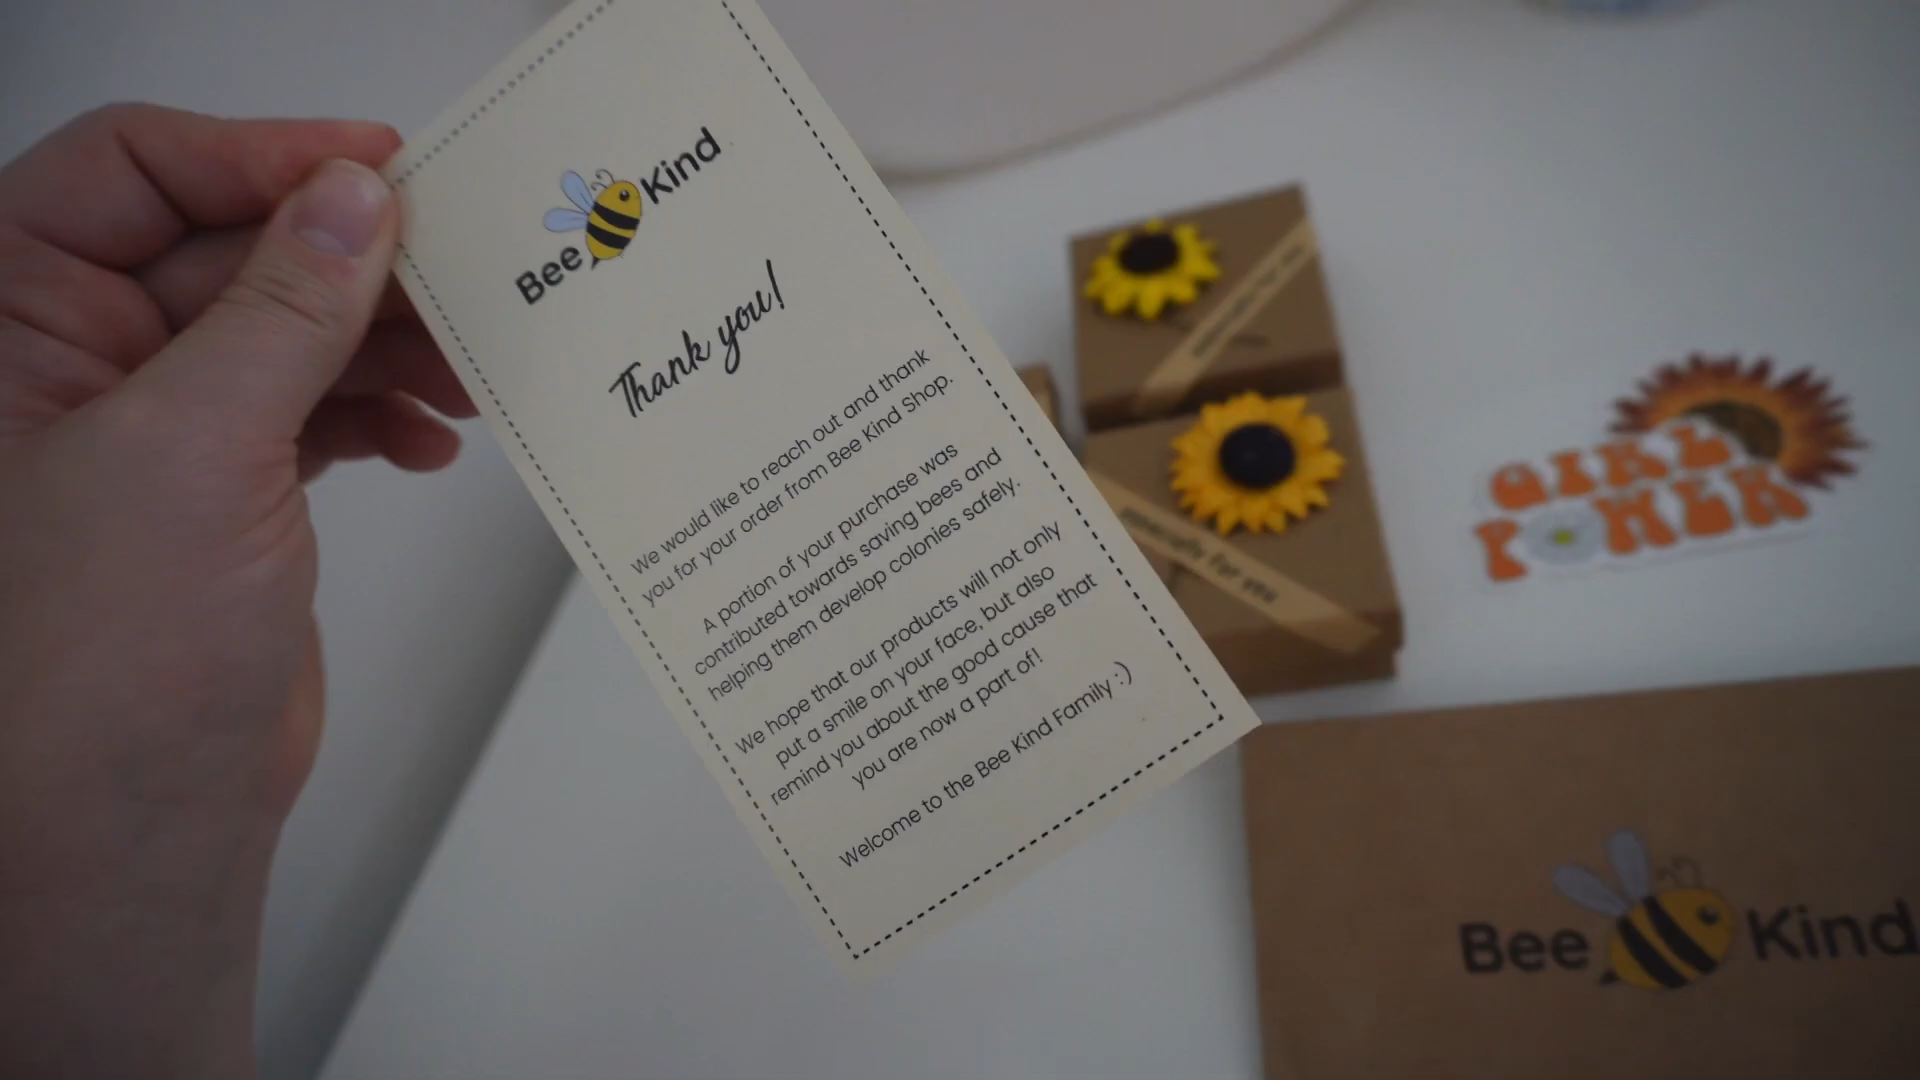 Bee Kind
Thank you!
We would like to reach out and thank
you for your order from Bee Kind Shop.
A portion of your purchase was
contributed towards saving bees and
helping them develop colonies safely.
We hope that our products will not only
put a smile on your face, but also
remind you about the good cause that
you are now a part of!
Welcome to the Bee Kind Family :)
specially for you
GIRL
POWER
Bee Kind